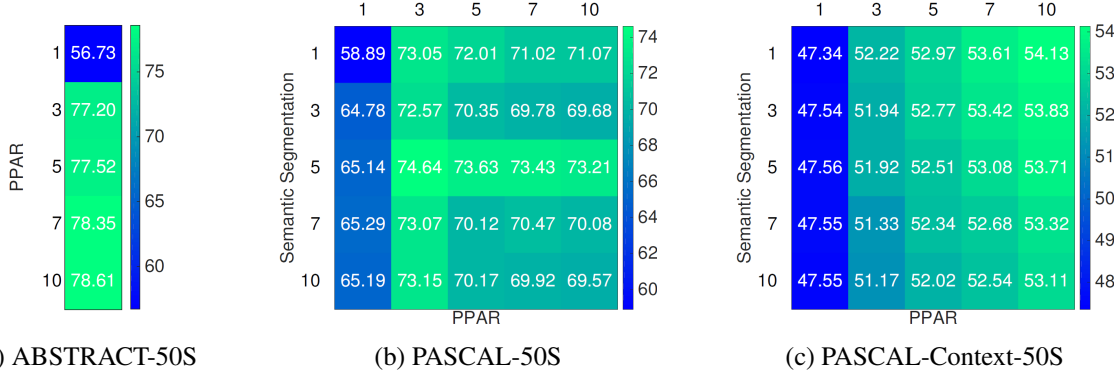 1 3 5 7 10 1 3 5 7 10
1 56.73 75 1 58.89 73.05 72.01 71.02 71.07 74 1 47.34 52.22 52.97 53.61 54.13 54
3 77.20 70 3 64.78 72.57 70.35 69.78 69.68 72 3 47.54 51.94 52.77 53.42 53.83 53
5 77.52 65 5 65.14 74.64 73.63 73.43 73.21 70 5 47.56 51.92 52.51 53.08 53.71 52
7 78.35 60 7 65.29 73.07 70.12 70.47 70.08 68 7 47.55 51.33 52.34 52.68 53.32 51
10 78.61 10 65.19 73.15 70.17 69.92 69.57 66 10 47.55 51.17 52.02 52.54 53.11 50
64 49
62 48
60
PPAR Semantic Segmentation Semantic Segmentation
PPAR PPAR
) ABSTRACT-50S (b) PASCAL-50S (c) PASCAL-Context-50S